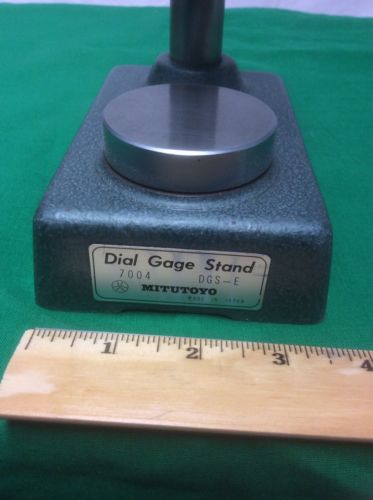 Dial Gage Stand
7004 DGS-E
MITUTOYO
MADE IN JAPAN
1 2 3 4